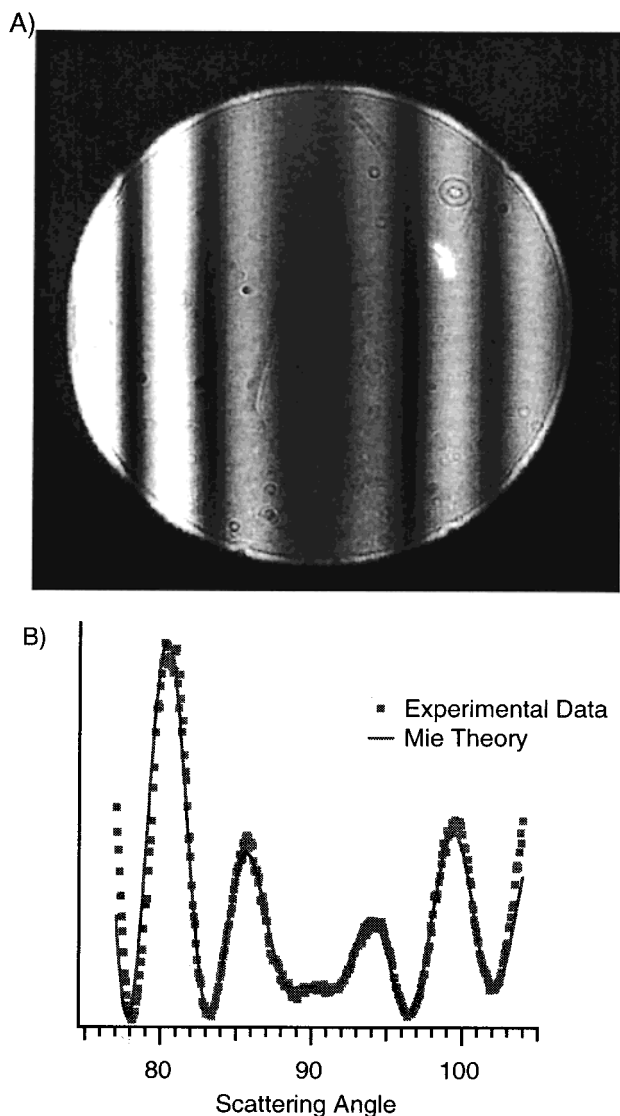 A)
B)
Experimental Data
Mie Theory
80
90
100
Scattering Angle